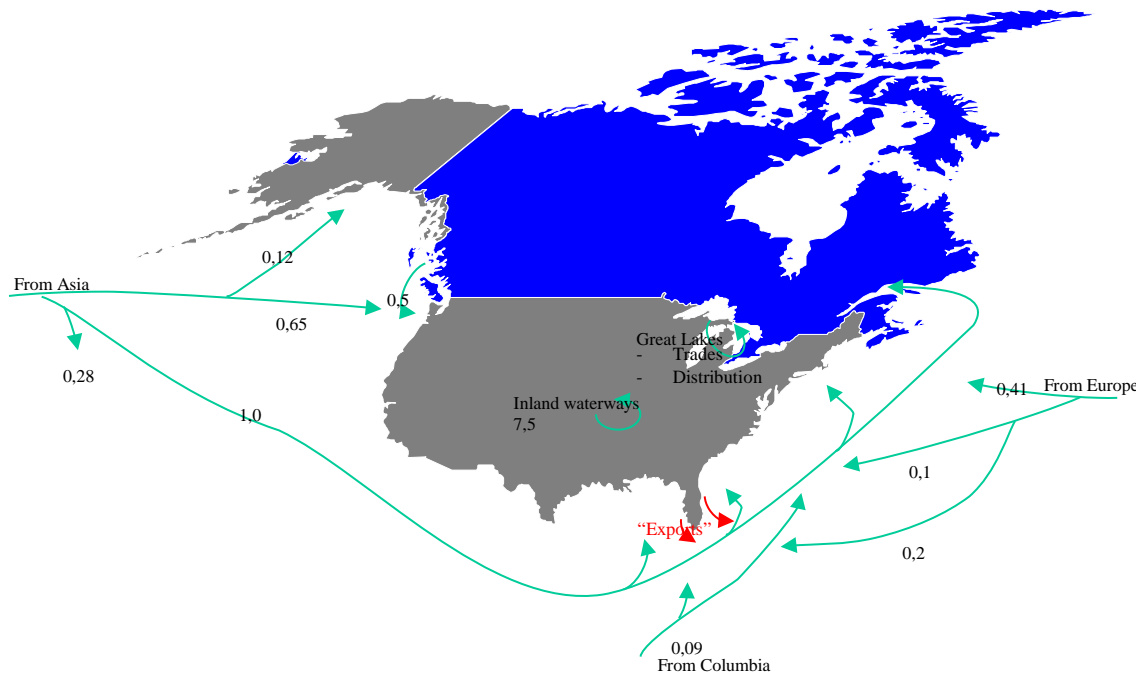 0,12
From Asia
0,5
0,65
Great Lakes
- Trades
- Distribution
0,28
From Europe
0,41
Inland waterways
7,5
1,0
0,1
“Exports”
0,2
0,09
From Columbia